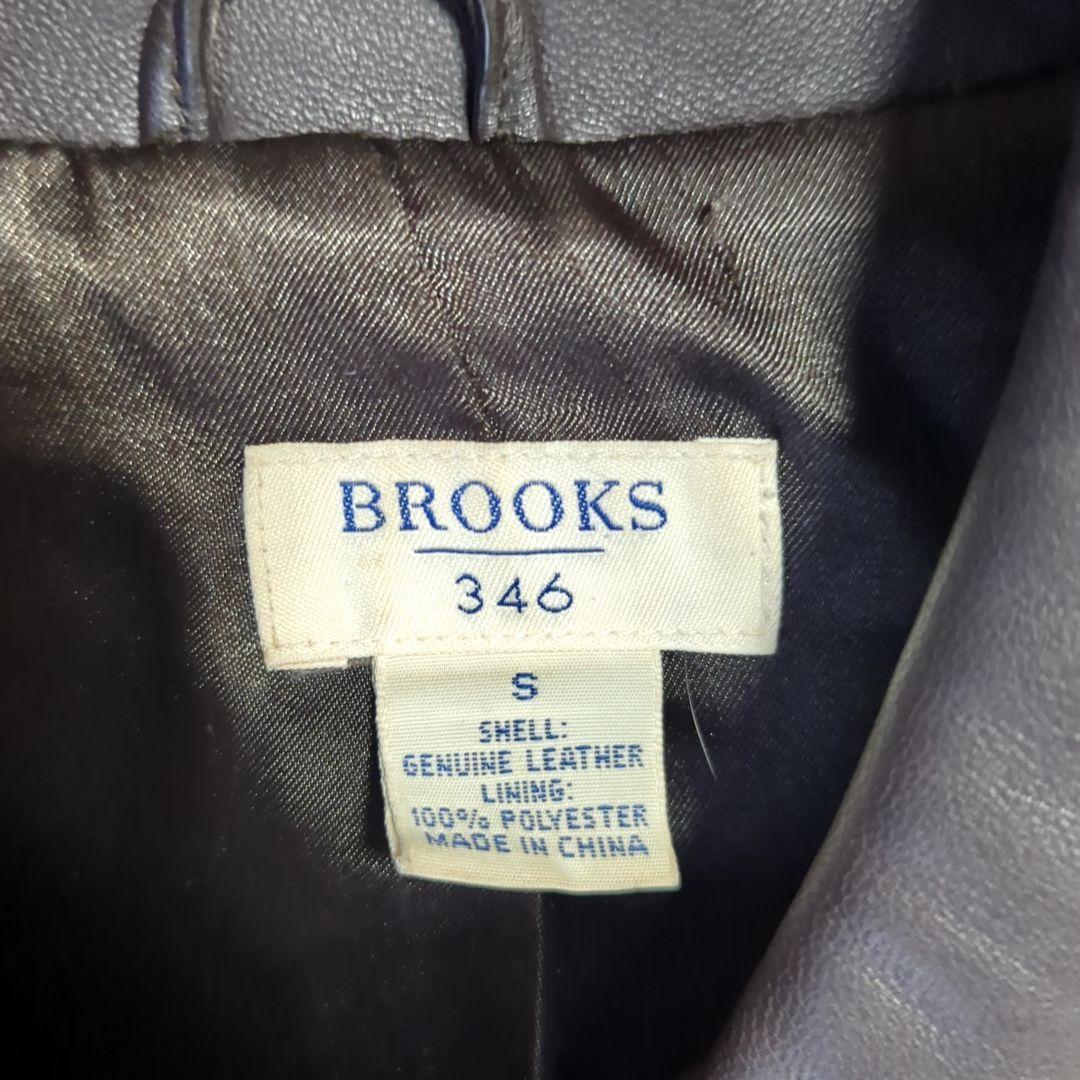 BROOKS
346
S
SHELL:
GENUINE LEATHER
LINING:
100% POLYESTER
MADE IN CHINA